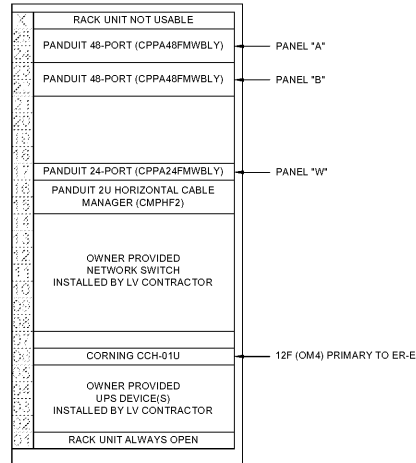 X
RACK UNIT NOT USABLE
PANDUIT 48-PORT (CPPA48FMWBLY)
PANEL "A"
PANDUIT 48-PORT (CPPA48FMWBLY)
PANEL "B"
PANDUIT 24-PORT (CPPA24FMWBLY)
PANEL "W"
PANDUIT 2U HORIZONTAL CABLE
MANAGER (CMPHF2)
OWNER PROVIDED
NETWORK SWITCH
INSTALLED BY LV CONTRACTOR
CORNING CCH-01U
12F (OM4) PRIMARY TO ER-E
OWNER PROVIDED
UPS DEVICE(S)
INSTALLED BY LV CONTRACTOR
RACK UNIT ALWAYS OPEN